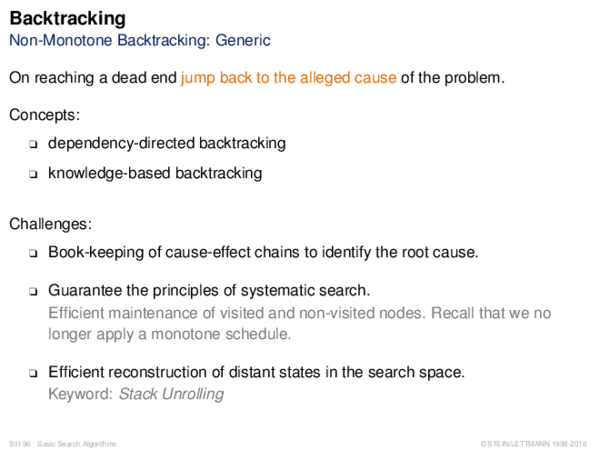 Backtracking
Non-Monotone Backtracking: Generic
On reaching a dead end jump back to the alleged cause of the problem.
Concepts:
❑ dependency-directed backtracking
❑ knowledge-based backtracking
Challenges:
❑ Book-keeping of cause-effect chains to identify the root cause.
❑ Guarantee the principles of systematic search.
Efficient maintenance of visited and non-visited nodes. Recall that we no
longer apply a monotone schedule.
❑ Efficient reconstruction of distant states in the search space.
Keyword: Stack Unrolling
S:II-96 Basic Search Algorithms
©STEIN/LETTMANN 1998-2018